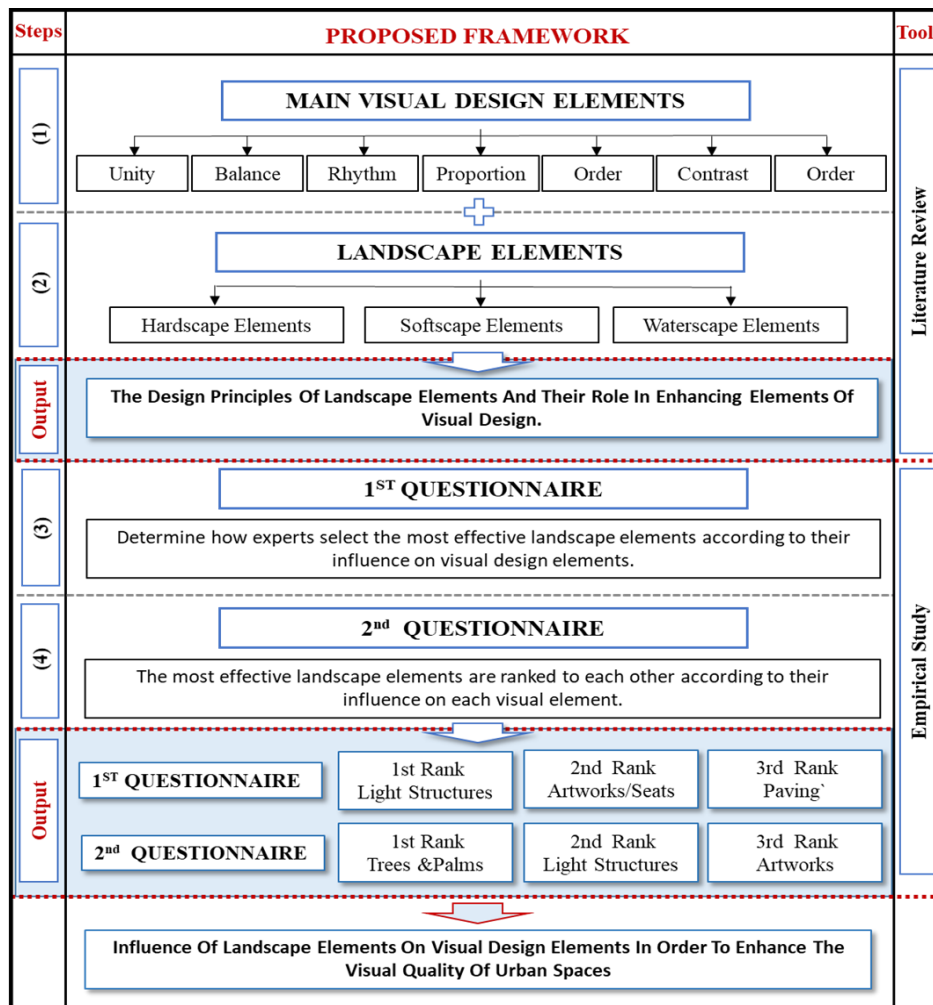 Steps
PROPOSED FRAMEWORK
Tool
(1)
MAIN VISUAL DESIGN ELEMENTS
Unity
Balance
Rhythm
Proportion
Order
Contrast
Order
(2)
LANDSCAPE ELEMENTS
Hardscape Elements
Softscape Elements
Waterscape Elements
Literature Review
Output
The Design Principles Of Landscape Elements And Their Role In Enhancing Elements Of
Visual Design.
(3)
1ST QUESTIONNAIRE
Determine how experts select the most effective landscape elements according to their
influence on visual design elements.
(4)
2nd QUESTIONNAIRE
The most effective landscape elements are ranked to each other according to their
influence on each visual element.
Empirical Study
Output
1ST QUESTIONNAIRE
1st Rank
Light Structures
2nd Rank
Artworks/Seats
3rd Rank
Paving`
2nd QUESTIONNAIRE
1st Rank
Trees &Palms
2nd Rank
Light Structures
3rd Rank
Artworks
Influence Of Landscape Elements On Visual Design Elements In Order To Enhance The
Visual Quality Of Urban Spaces